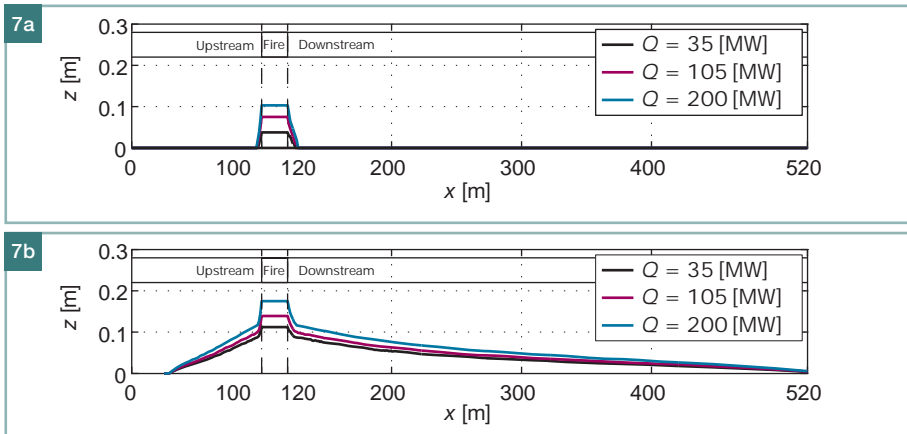 7a
0.3
0.2
0.1
0
z [m]
Upstream Fire Downstream
Q = 35 [MW]
Q = 105 [MW]
Q = 200 [MW]
0 100 120 200 300 400 520
x [m]
7b
0.3
0.2
0.1
0
z [m]
Upstream Fire Downstream
Q = 35 [MW]
Q = 105 [MW]
Q = 200 [MW]
0 100 120 200 300 400 520
x [m]